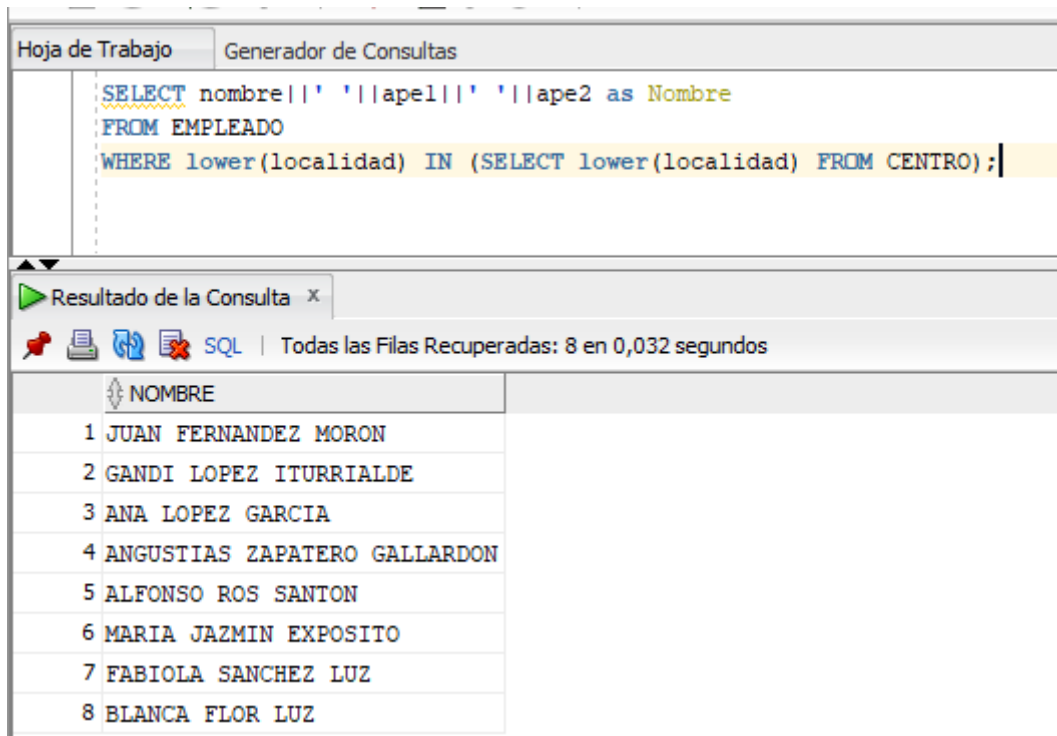 Hoja de Trabajo Generador de Consultas
SELECT nombre||' '||ape1||' '||ape2 as Nombre
FROM EMPLEADO
WHERE lower(localidad) IN (SELECT lower(localidad) FROM CENTRO);
Resultado de la Consulta x
SQL | Todas las Filas Recuperadas: 8 en 0,032 segundos
NOMBRE
1 JUAN FERNANDEZ MORON
2 GANDI LOPEZ ITURRIALDE
3 ANA LOPEZ GARCIA
4 ANGUSTIAS ZAPATERO GALLARDON
5 ALFONSO ROS SANTON
6 MARIA JAZMIN EXPOSITO
7 FABIOLA SANCHEZ LUZ
8 BLANCA FLOR LUZ